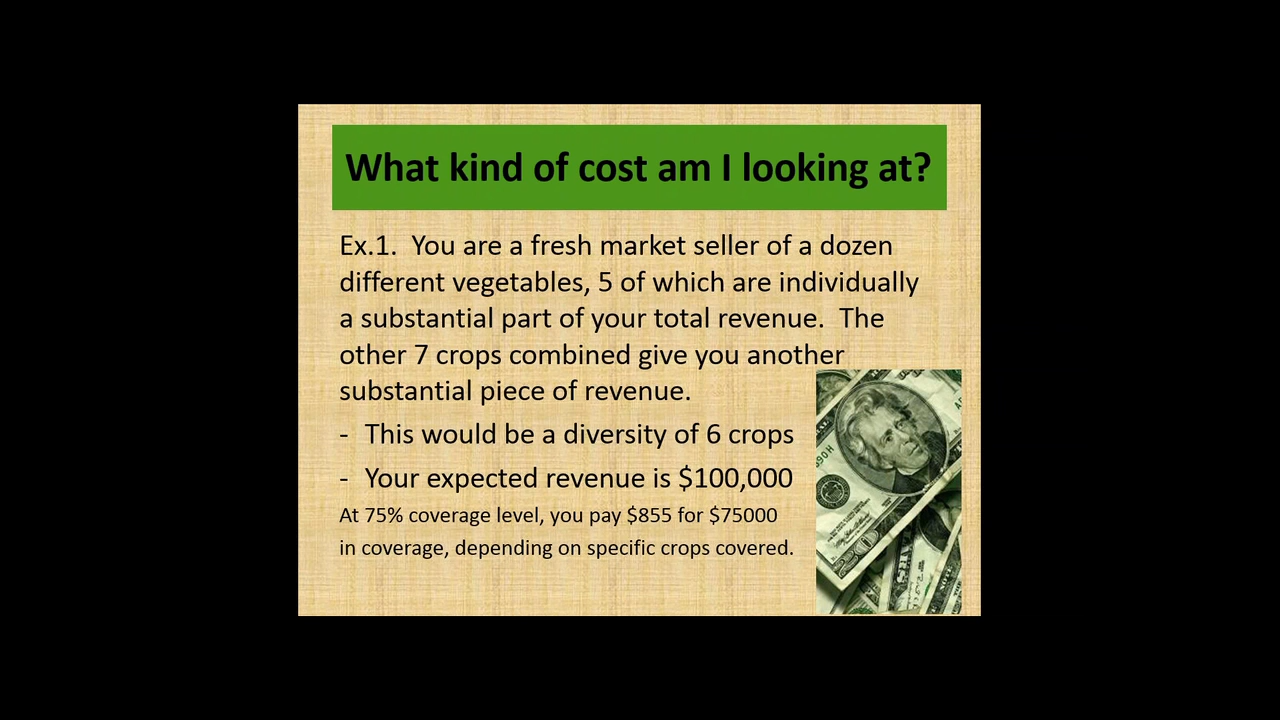 What kind of cost am I looking at?
Ex.1.  You are a fresh market seller of a dozen
different vegetables, 5 of which are individually
a substantial part of your total revenue.  The
other 7 crops combined give you another
substantial piece of revenue.
- This would be a diversity of 6 crops
- Your expected revenue is $100,000
At 75% coverage level, you pay $855 for $75000
in coverage, depending on specific crops covered.